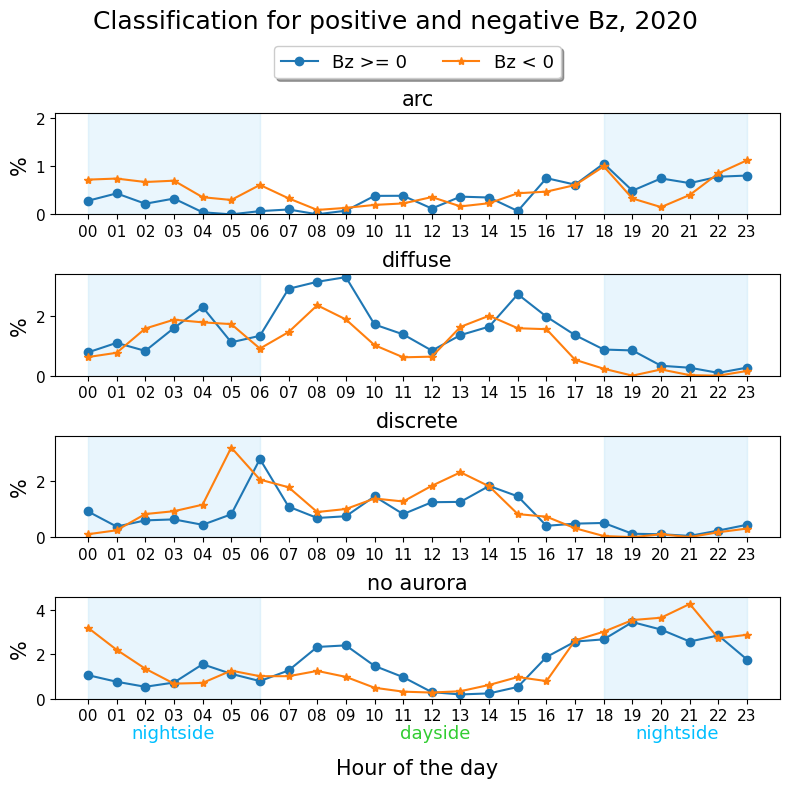 Classification for positive and negative Bz, 2020
Bz >= 0 Bz < 0
arc
2
1
0
%
00 01 02 03 04 05 06 07 08 09 10 11 12 13 14 15 16 17 18 19 20 21 22 23
diffuse
2
0
%
00 01 02 03 04 05 06 07 08 09 10 11 12 13 14 15 16 17 18 19 20 21 22 23
discrete
2
0
%
00 01 02 03 04 05 06 07 08 09 10 11 12 13 14 15 16 17 18 19 20 21 22 23
no aurora
4
2
0
%
00 01 02 03 04 05 06 07 08 09 10 11 12 13 14 15 16 17 18 19 20 21 22 23
nightside dayside nightside
Hour of the day